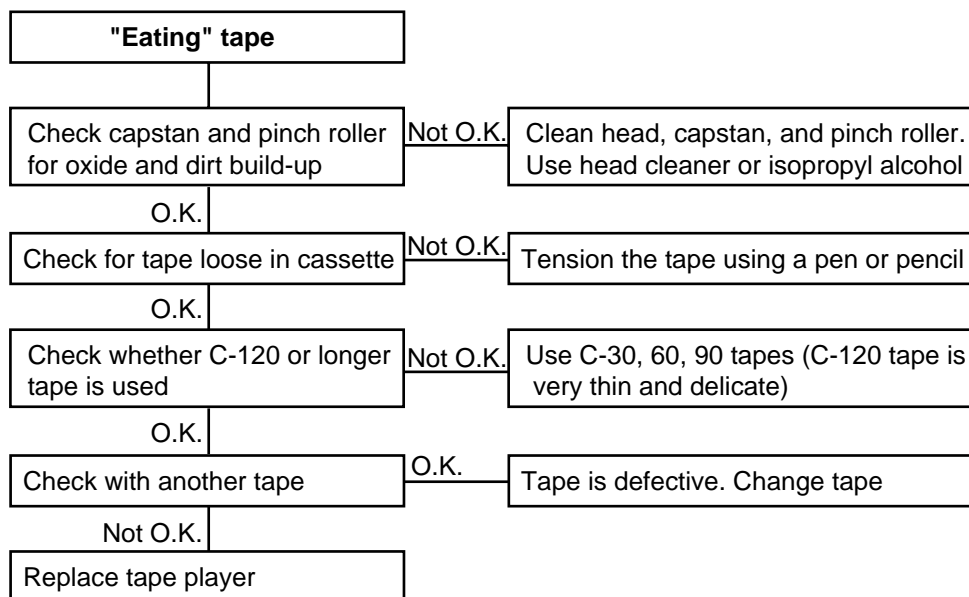 "Eating" tape
Check capstan and pinch roller
for oxide and dirt build-up
Not O.K.
Clean head, capstan, and pinch roller.
Use head cleaner or isopropyl alcohol
O.K.
Check for tape loose in cassette
Not O.K.
Tension the tape using a pen or pencil
O.K.
Check whether C-120 or longer
tape is used
Not O.K.
Use C-30, 60, 90 tapes (C-120 tape is
very thin and delicate)
O.K.
Check with another tape
O.K.
Tape is defective. Change tape
Not O.K.
Replace tape player